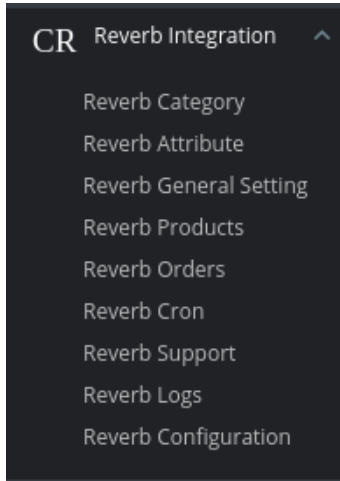 CR Reverb Integration
Reverb Category
Reverb Attribute
Reverb General Setting
Reverb Products
Reverb Orders
Reverb Cron
Reverb Support
Reverb Logs
Reverb Configuration